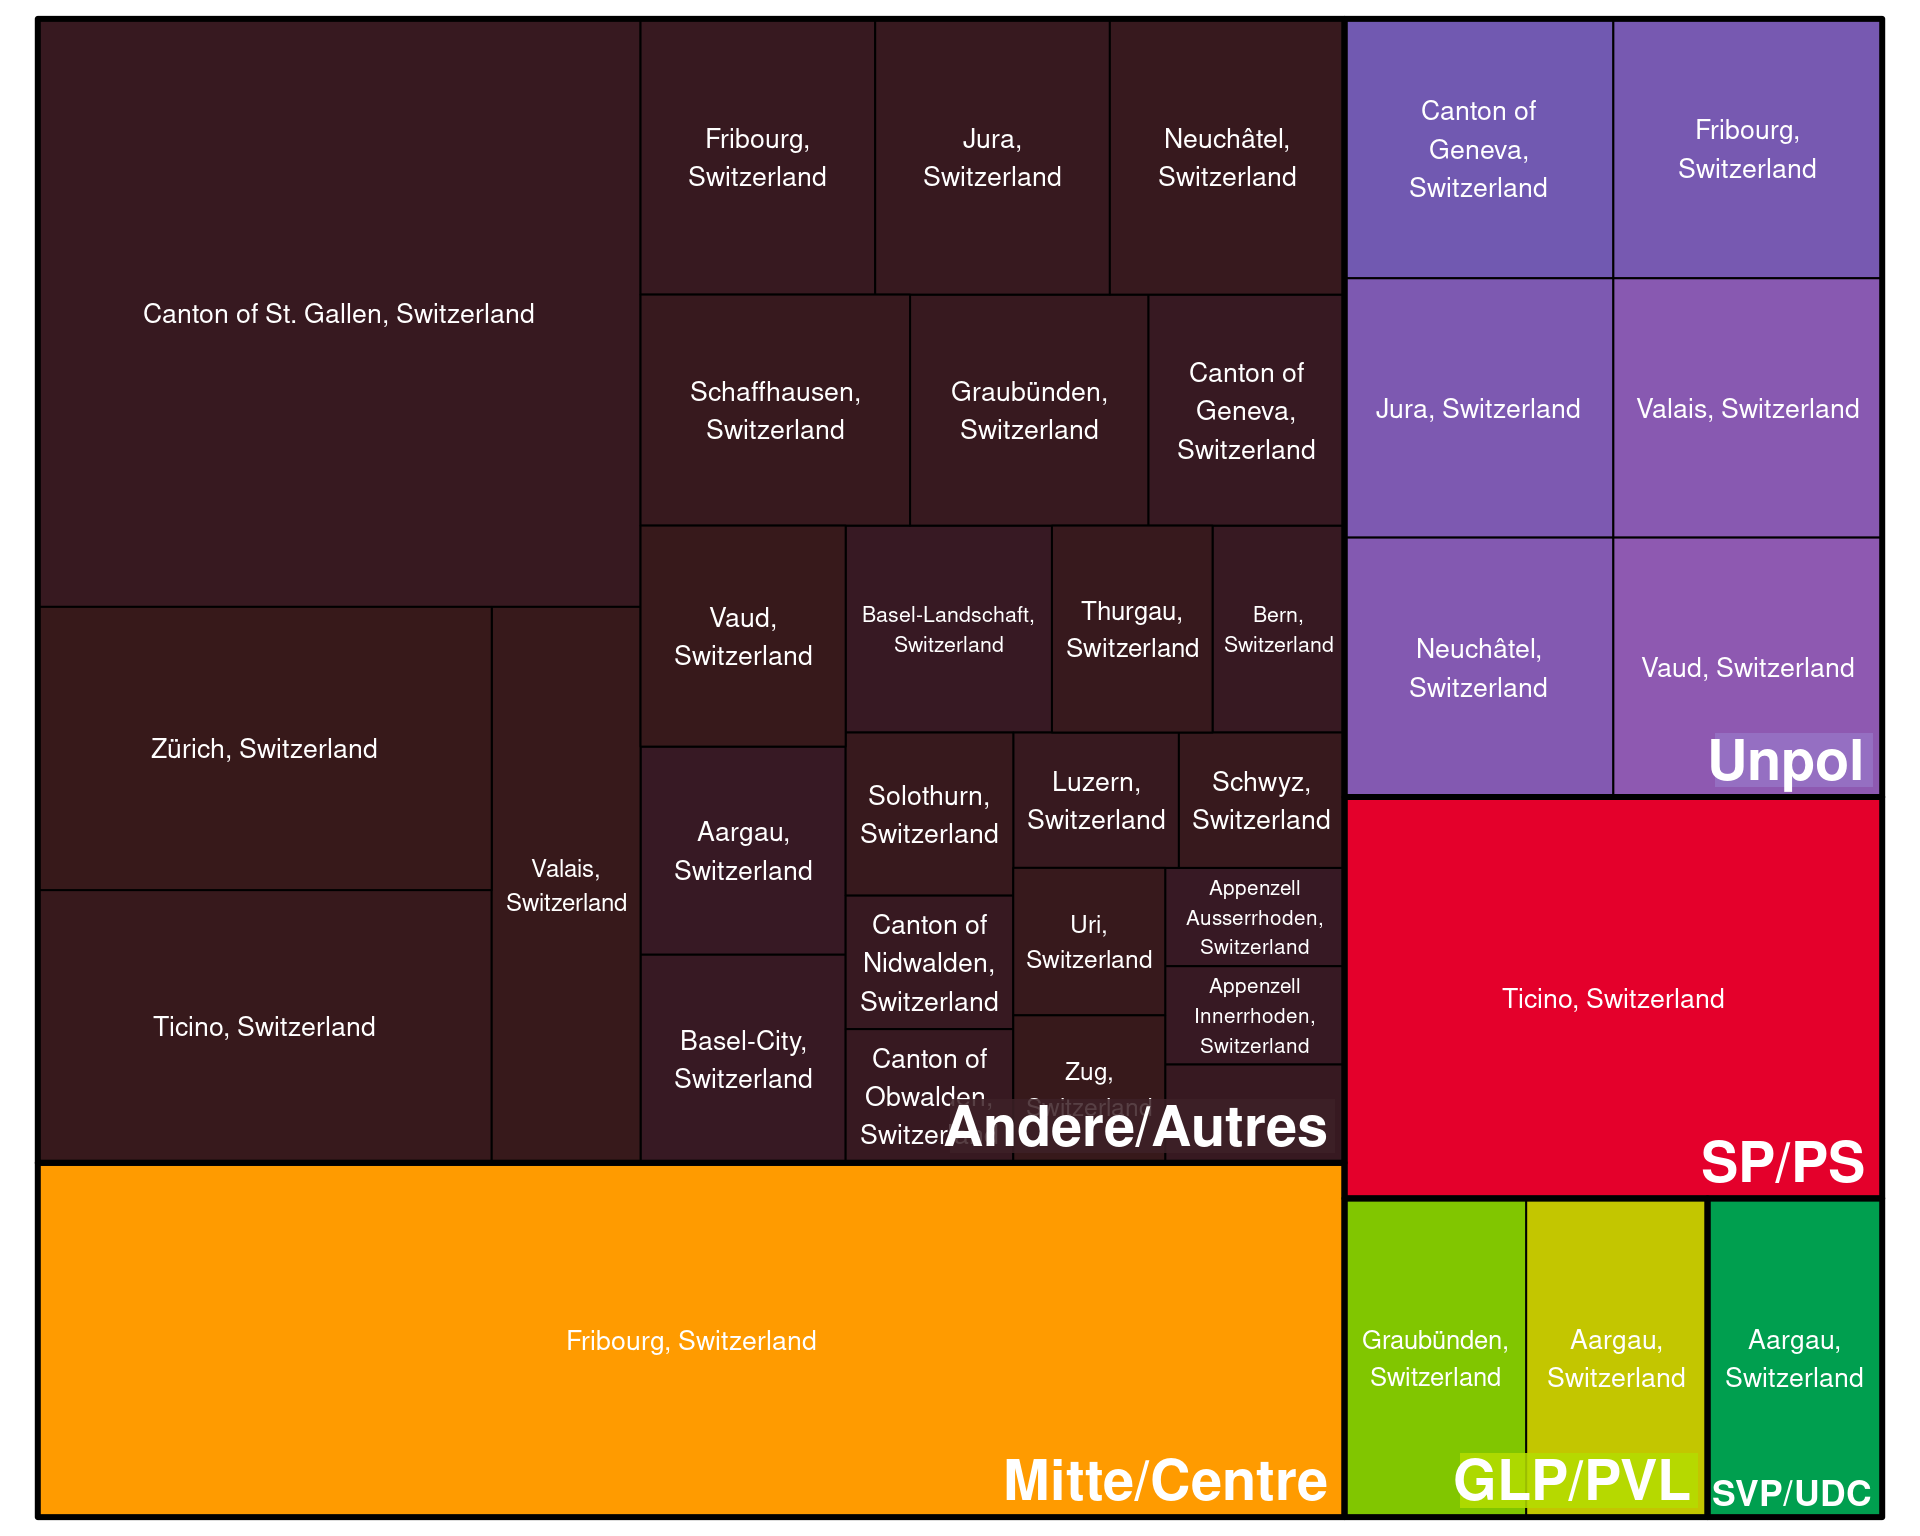 Canton of St. Gallen, Switzerland
Fribourg,
Switzerland
Jura,
Switzerland
Neuchâtel,
Switzerland
Schaffhausen,
Switzerland
Graubünden,
Switzerland
Canton of
Geneva,
Switzerland
Zürich, Switzerland
Ticino, Switzerland
Valais,
Switzerland
Vaud,
Switzerland
Basel-Landschaft,
Switzerland
Thurgau,
Switzerland
Bern,
Switzerland
Aargau,
Switzerland
Basel-City,
Switzerland
Solothurn,
Switzerland
Luzern,
Switzerland
Schwyz,
Switzerland
Canton of
Nidwalden,
Switzerland
Uri,
Switzerland
Appenzell
Ausserrhoden,
Switzerland
Appenzell
Innerrhoden,
Switzerland
Canton of
Obwalden,
Switzerland
Zug,
Switzerland
Andere/Autres
Fribourg, Switzerland
Mitte/Centre
Canton of
Geneva,
Switzerland
Fribourg,
Switzerland
Jura, Switzerland
Valais, Switzerland
Neuchâtel,
Switzerland
Vaud, Switzerland
Unpol
Ticino, Switzerland
SP/PS
Graubünden,
Switzerland
Aargau,
Switzerland
GLP/PVL
Aargau,
Switzerland
SVP/UDC